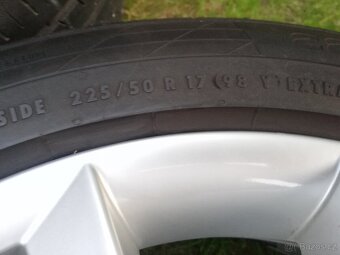 SIDE 225/50 R 17 (98 Y) EXTRA